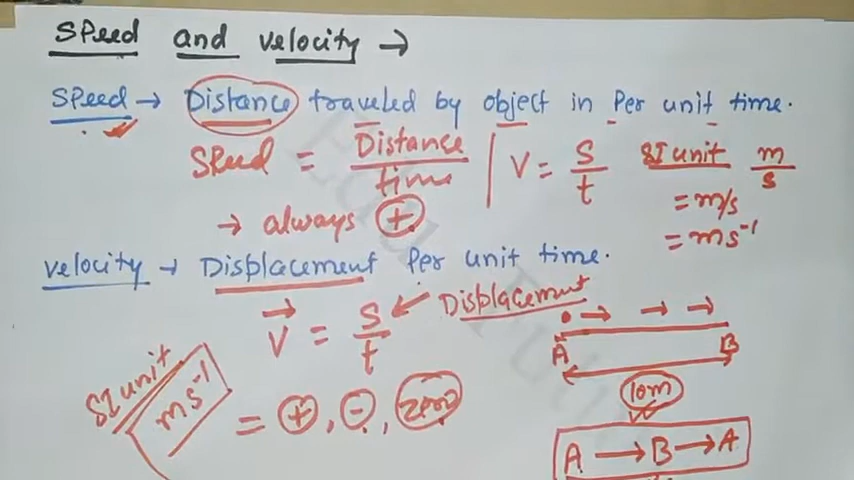 Speed and velocity →
Speed → Distance traveled by object in Per unit time.
Speed = Distance / time | V = S / t SI unit m / s
= m/s
= ms⁻¹
→ always +
velocity → Displacement Per unit time.
V⃗ = S / t ← Displacement
A B
10m
SI unit ms⁻¹
= +, -, zero
A → B → A